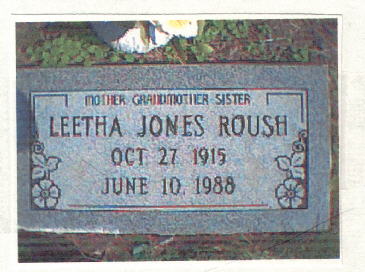 MOTHER GRANDMOTHER SISTER
LEETHA JONES ROUSH
OCT 27 1915
JUNE 10, 1988